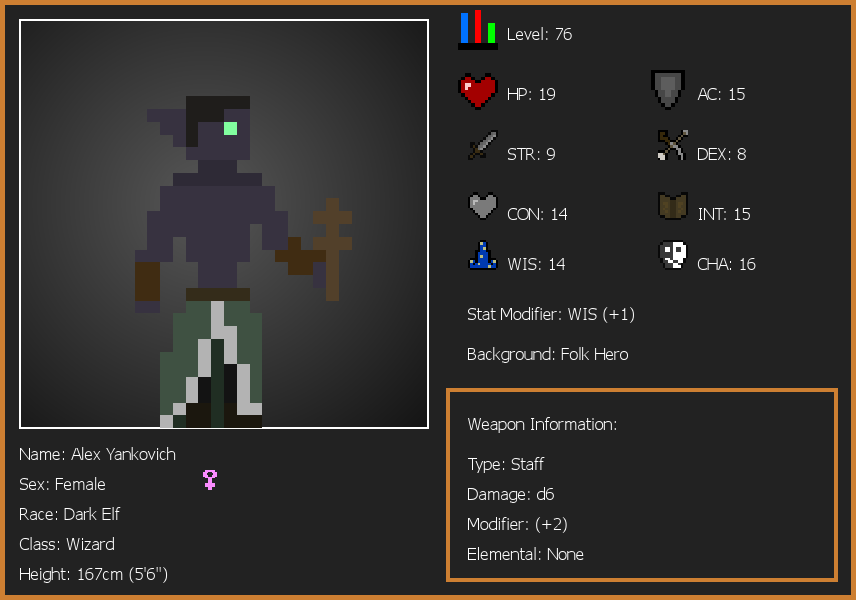 Level: 76
HP: 19
AC: 15
STR: 9
DEX: 8
CON: 14
INT: 15
WIS: 14
CHA: 16
Stat Modifier: WIS (+1)
Background: Folk Hero
Weapon Information:
Type: Staff
Damage: d6
Modifier: (+2)
Elemental: None
Name: Alex Yankovich
Sex: Female
Race: Dark Elf
Class: Wizard
Height: 167cm (5'6")